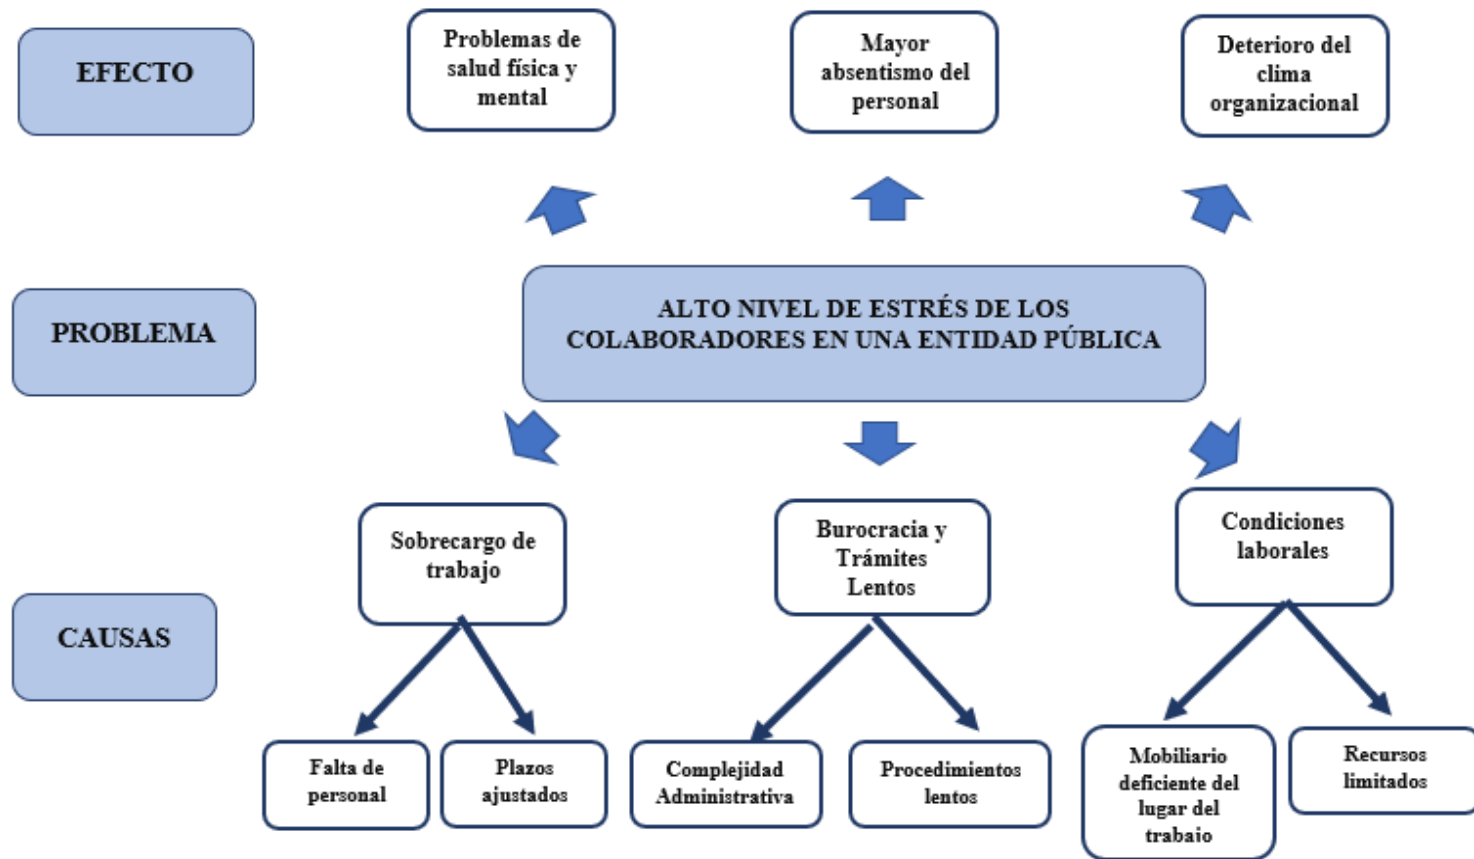 EFECTO
Problemas de
salud física y
mental
Mayor
absentismo del
personal
Deterioro del
clima
organizacional
PROBLEMA
ALTO NIVEL DE ESTRÉS DE LOS
COLABORADORES EN UNA ENTIDAD PÚBLICA
CAUSAS
Sobrecargo de
trabajo
Burocracia y
Trámites
Lentos
Condiciones
laborales
Falta de
personal
Plazos
ajustados
Complejidad
Administrativa
Procedimientos
lentos
Mobiliario
deficiente del
lugar del
trabajo
Recursos
limitados